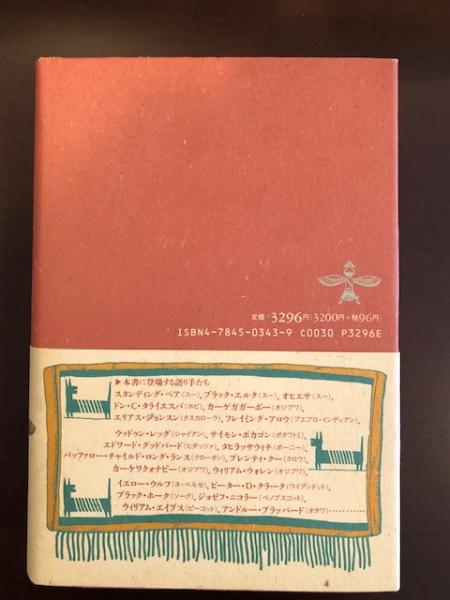 定価 3296円(3200円+税96円)
ISBN4-7845-0343-9 C0030 P3296E
▶本書に登場する語り手たち
スタンディング・ベア(スー)、ブラック・エルク(スー)、オヒエサ(スー)、
ドン・C・タライエスバ(ホピ)、カーゲガガーボー(オジブワ)、
エリアス・ジョンスン(タスカローラ)、フレイミング・アロウ(プエブロ・インディアン)、
ウッドゥン・レッグ(シャイアン)、サイモン・ポカゴン(ポタワトミ)、
エドワード・グッドバード(ヒダッツァ)、タヒラッサウィチ(ポーニー)、
バッファロー・チャイルド・ロング・ランス(クロータン)、プレンティ・クー(クロウ)、
カーケワクォナビー(オジブワ)、ウィリアム・ウォレン(オジブワ)、
イエロー・ウルフ(ネ・ペルセ)、ピーター・D・クラーク(ワイアンドット)、
ブラック・ホーク(ソーク)、ジョゼフ・ニコラー(ペノブスコット)、
ウィリアム・エイプス(ピーコット)、アンドルー・ブラッバード(オタワ)…………